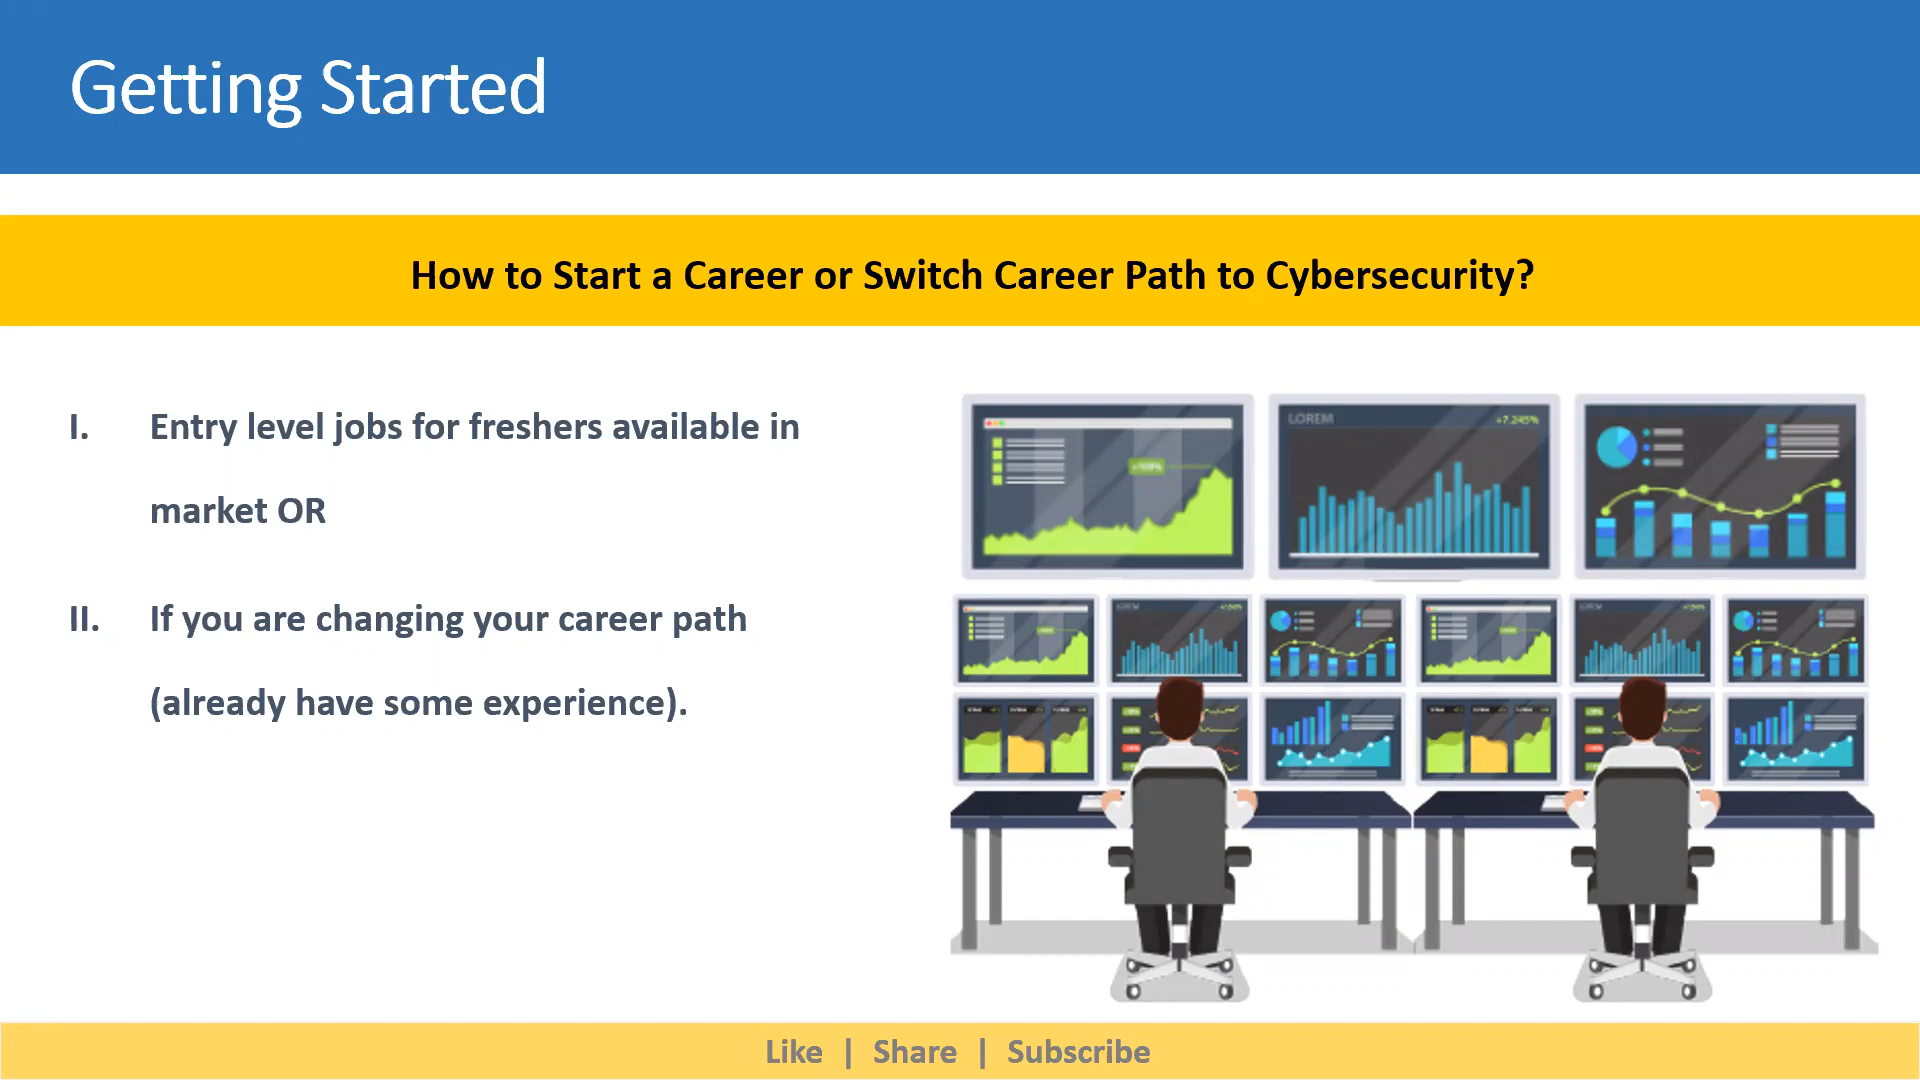 Getting Started
How to Start a Career or Switch Career Path to Cybersecurity?
I. Entry level jobs for freshers available in
market OR
II. If you are changing your career path
(already have some experience).
LOREM +7.245%
Like | Share | Subscribe